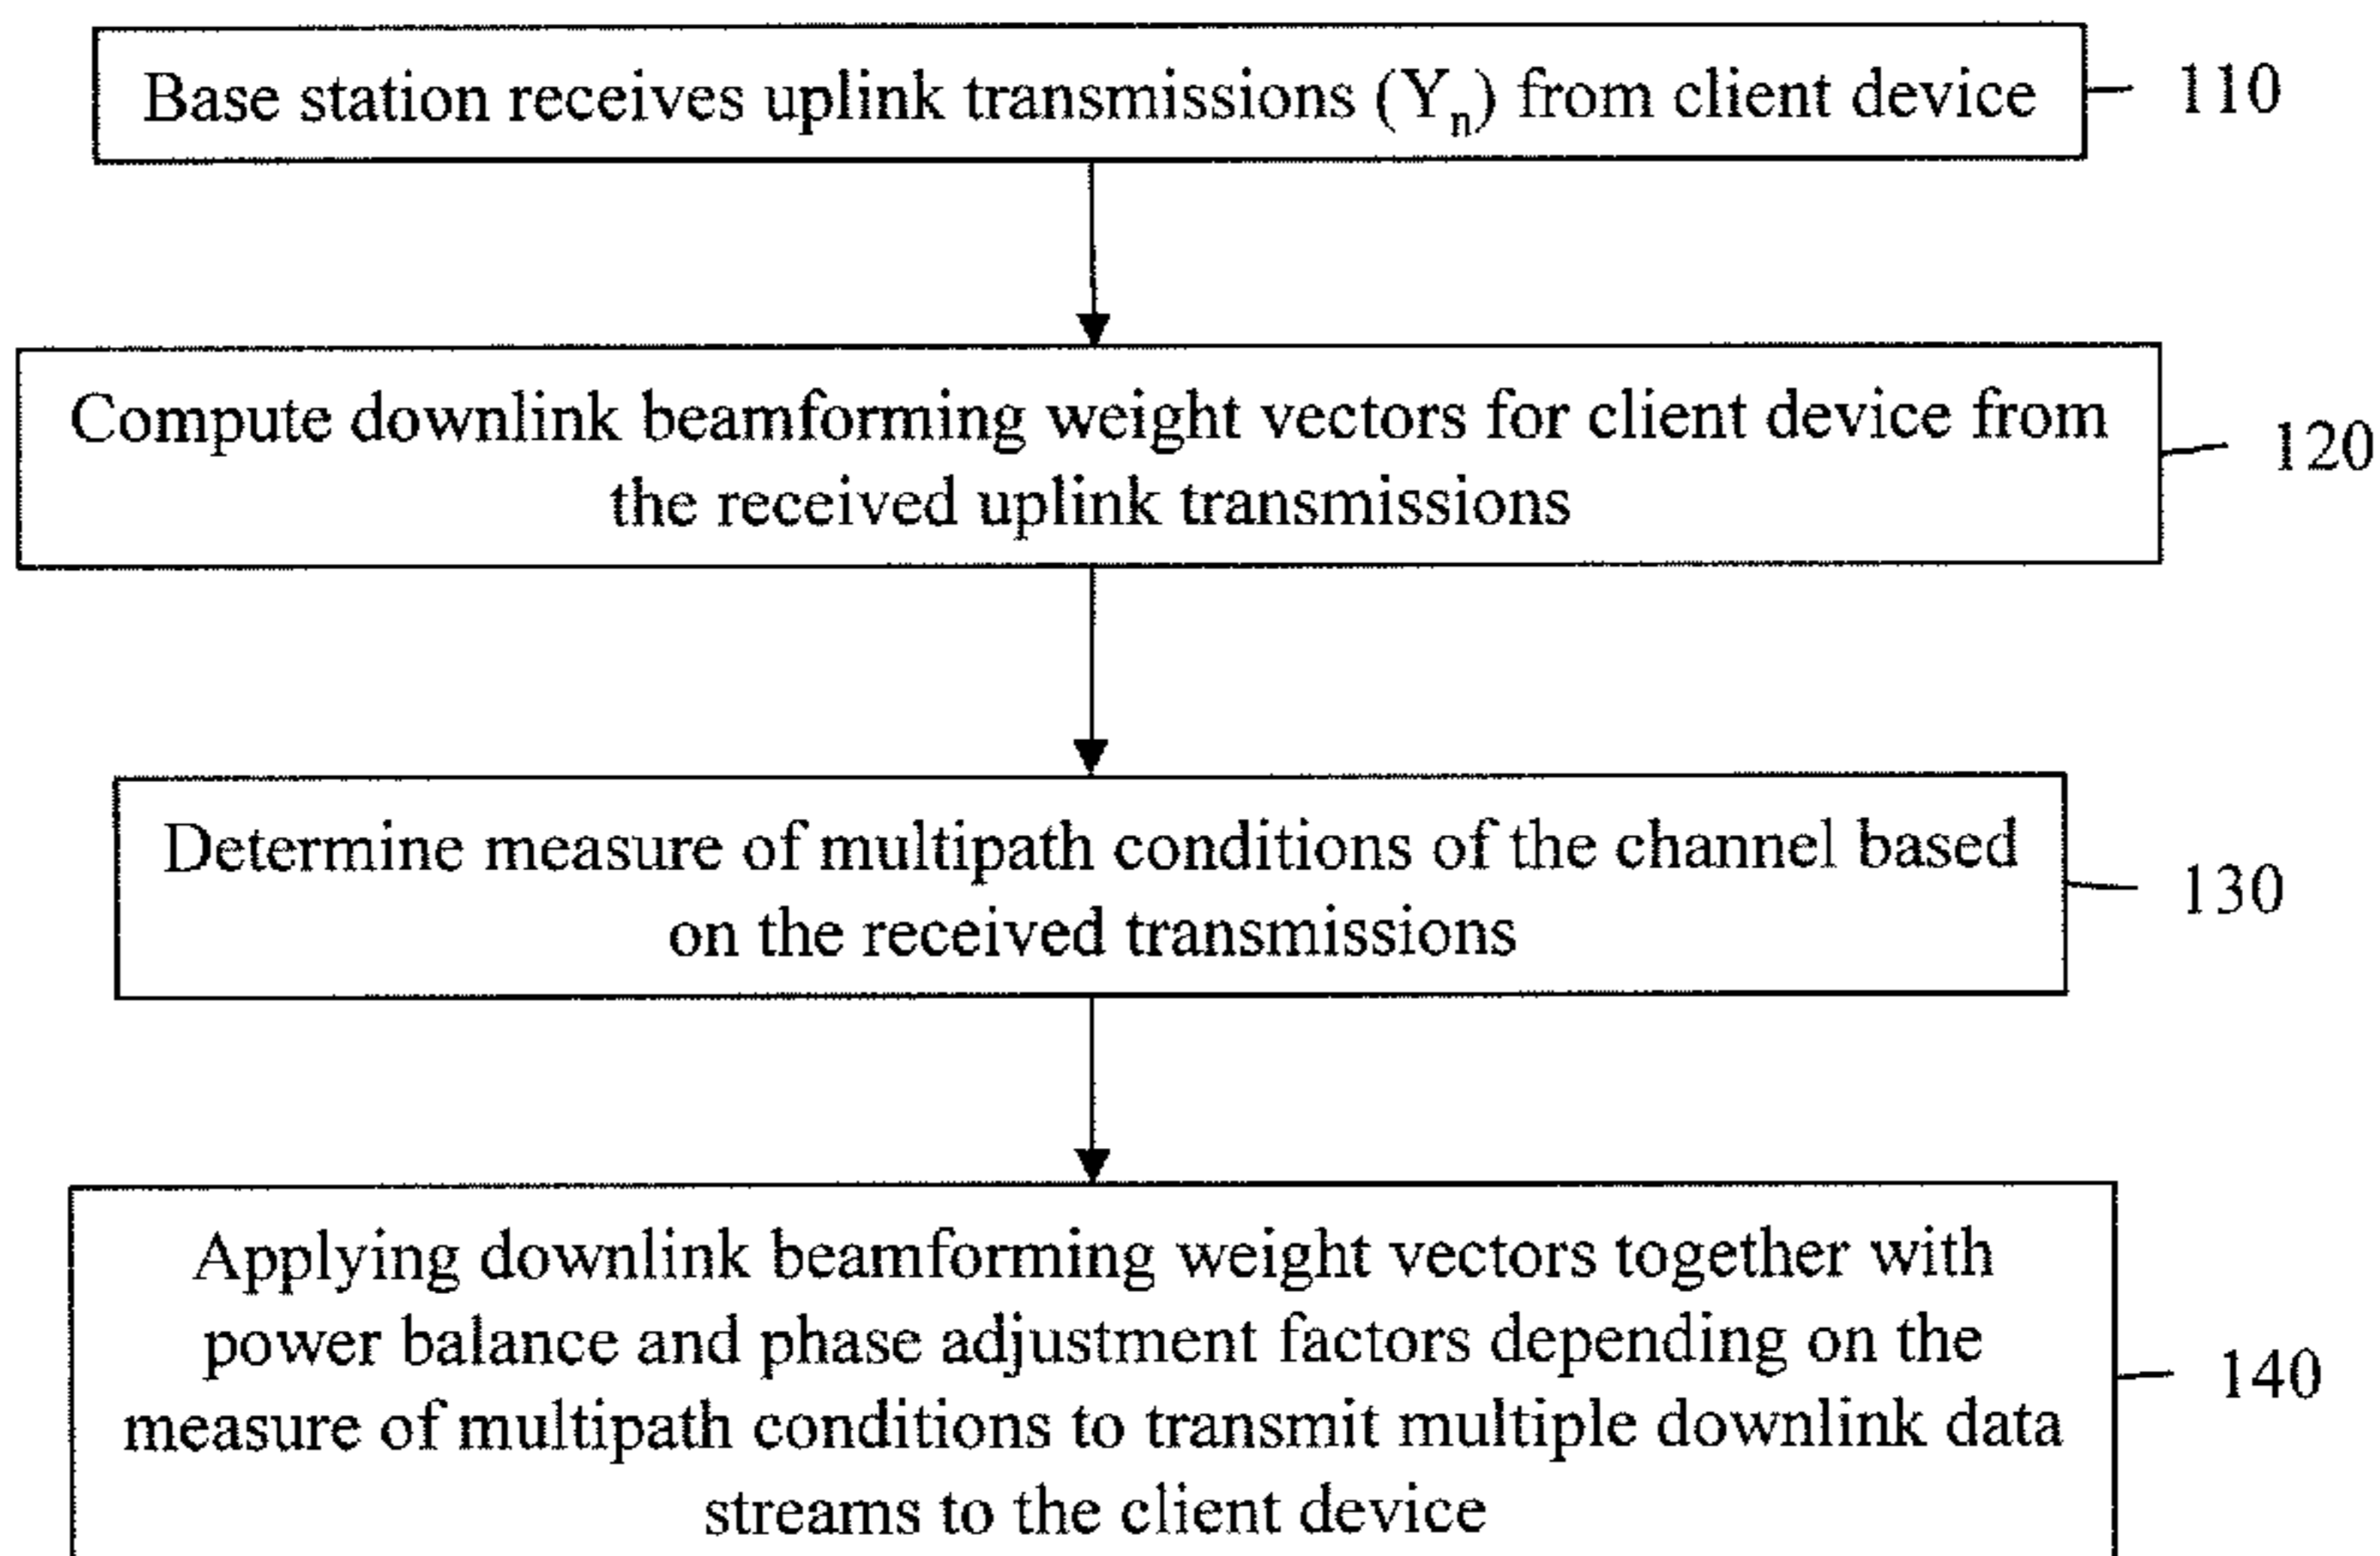 Base station receives uplink transmissions (Yn) from client device
110
Compute downlink beamforming weight vectors for client device from
the received uplink transmissions
120
Determine measure of multipath conditions of the channel based
on the received transmissions
130
Applying downlink beamforming weight vectors together with
power balance and phase adjustment factors depending on the
measure of multipath conditions to transmit multiple downlink data
streams to the client device
140